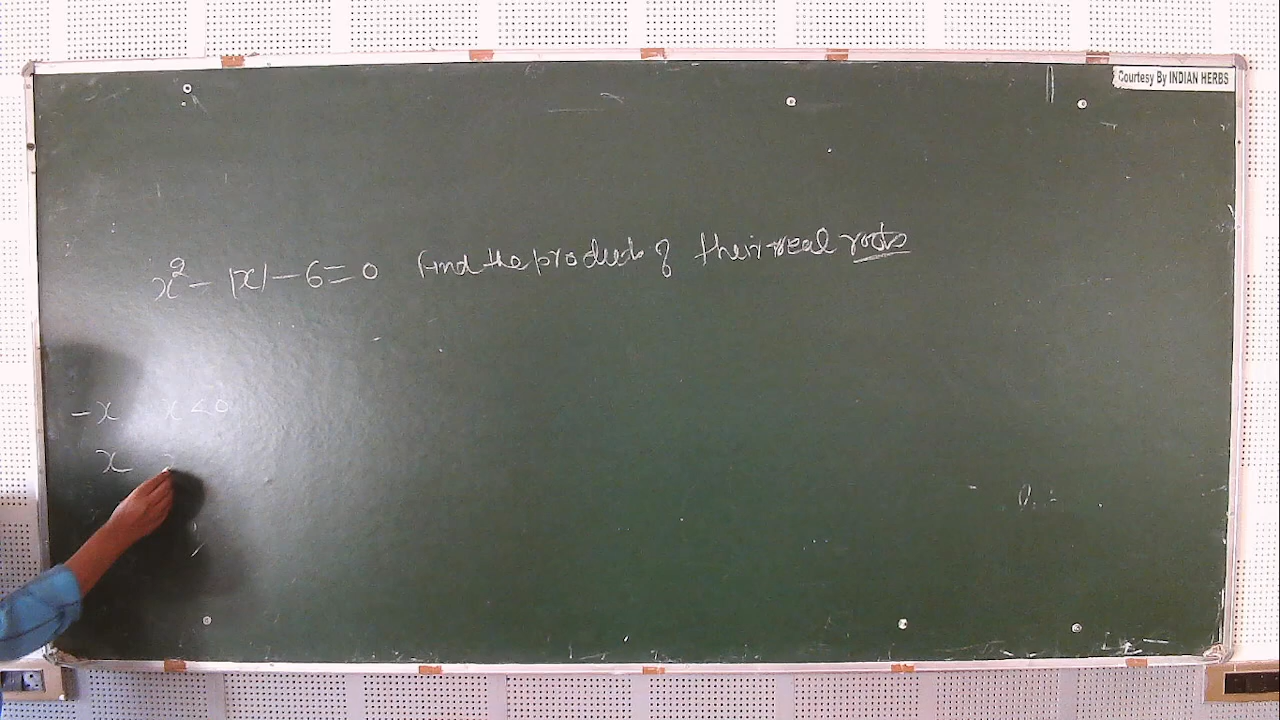 Courtesy By INDIAN HERBS
x² - |x| - 6 = 0 Find the product of their real roots
-x x < 0
x